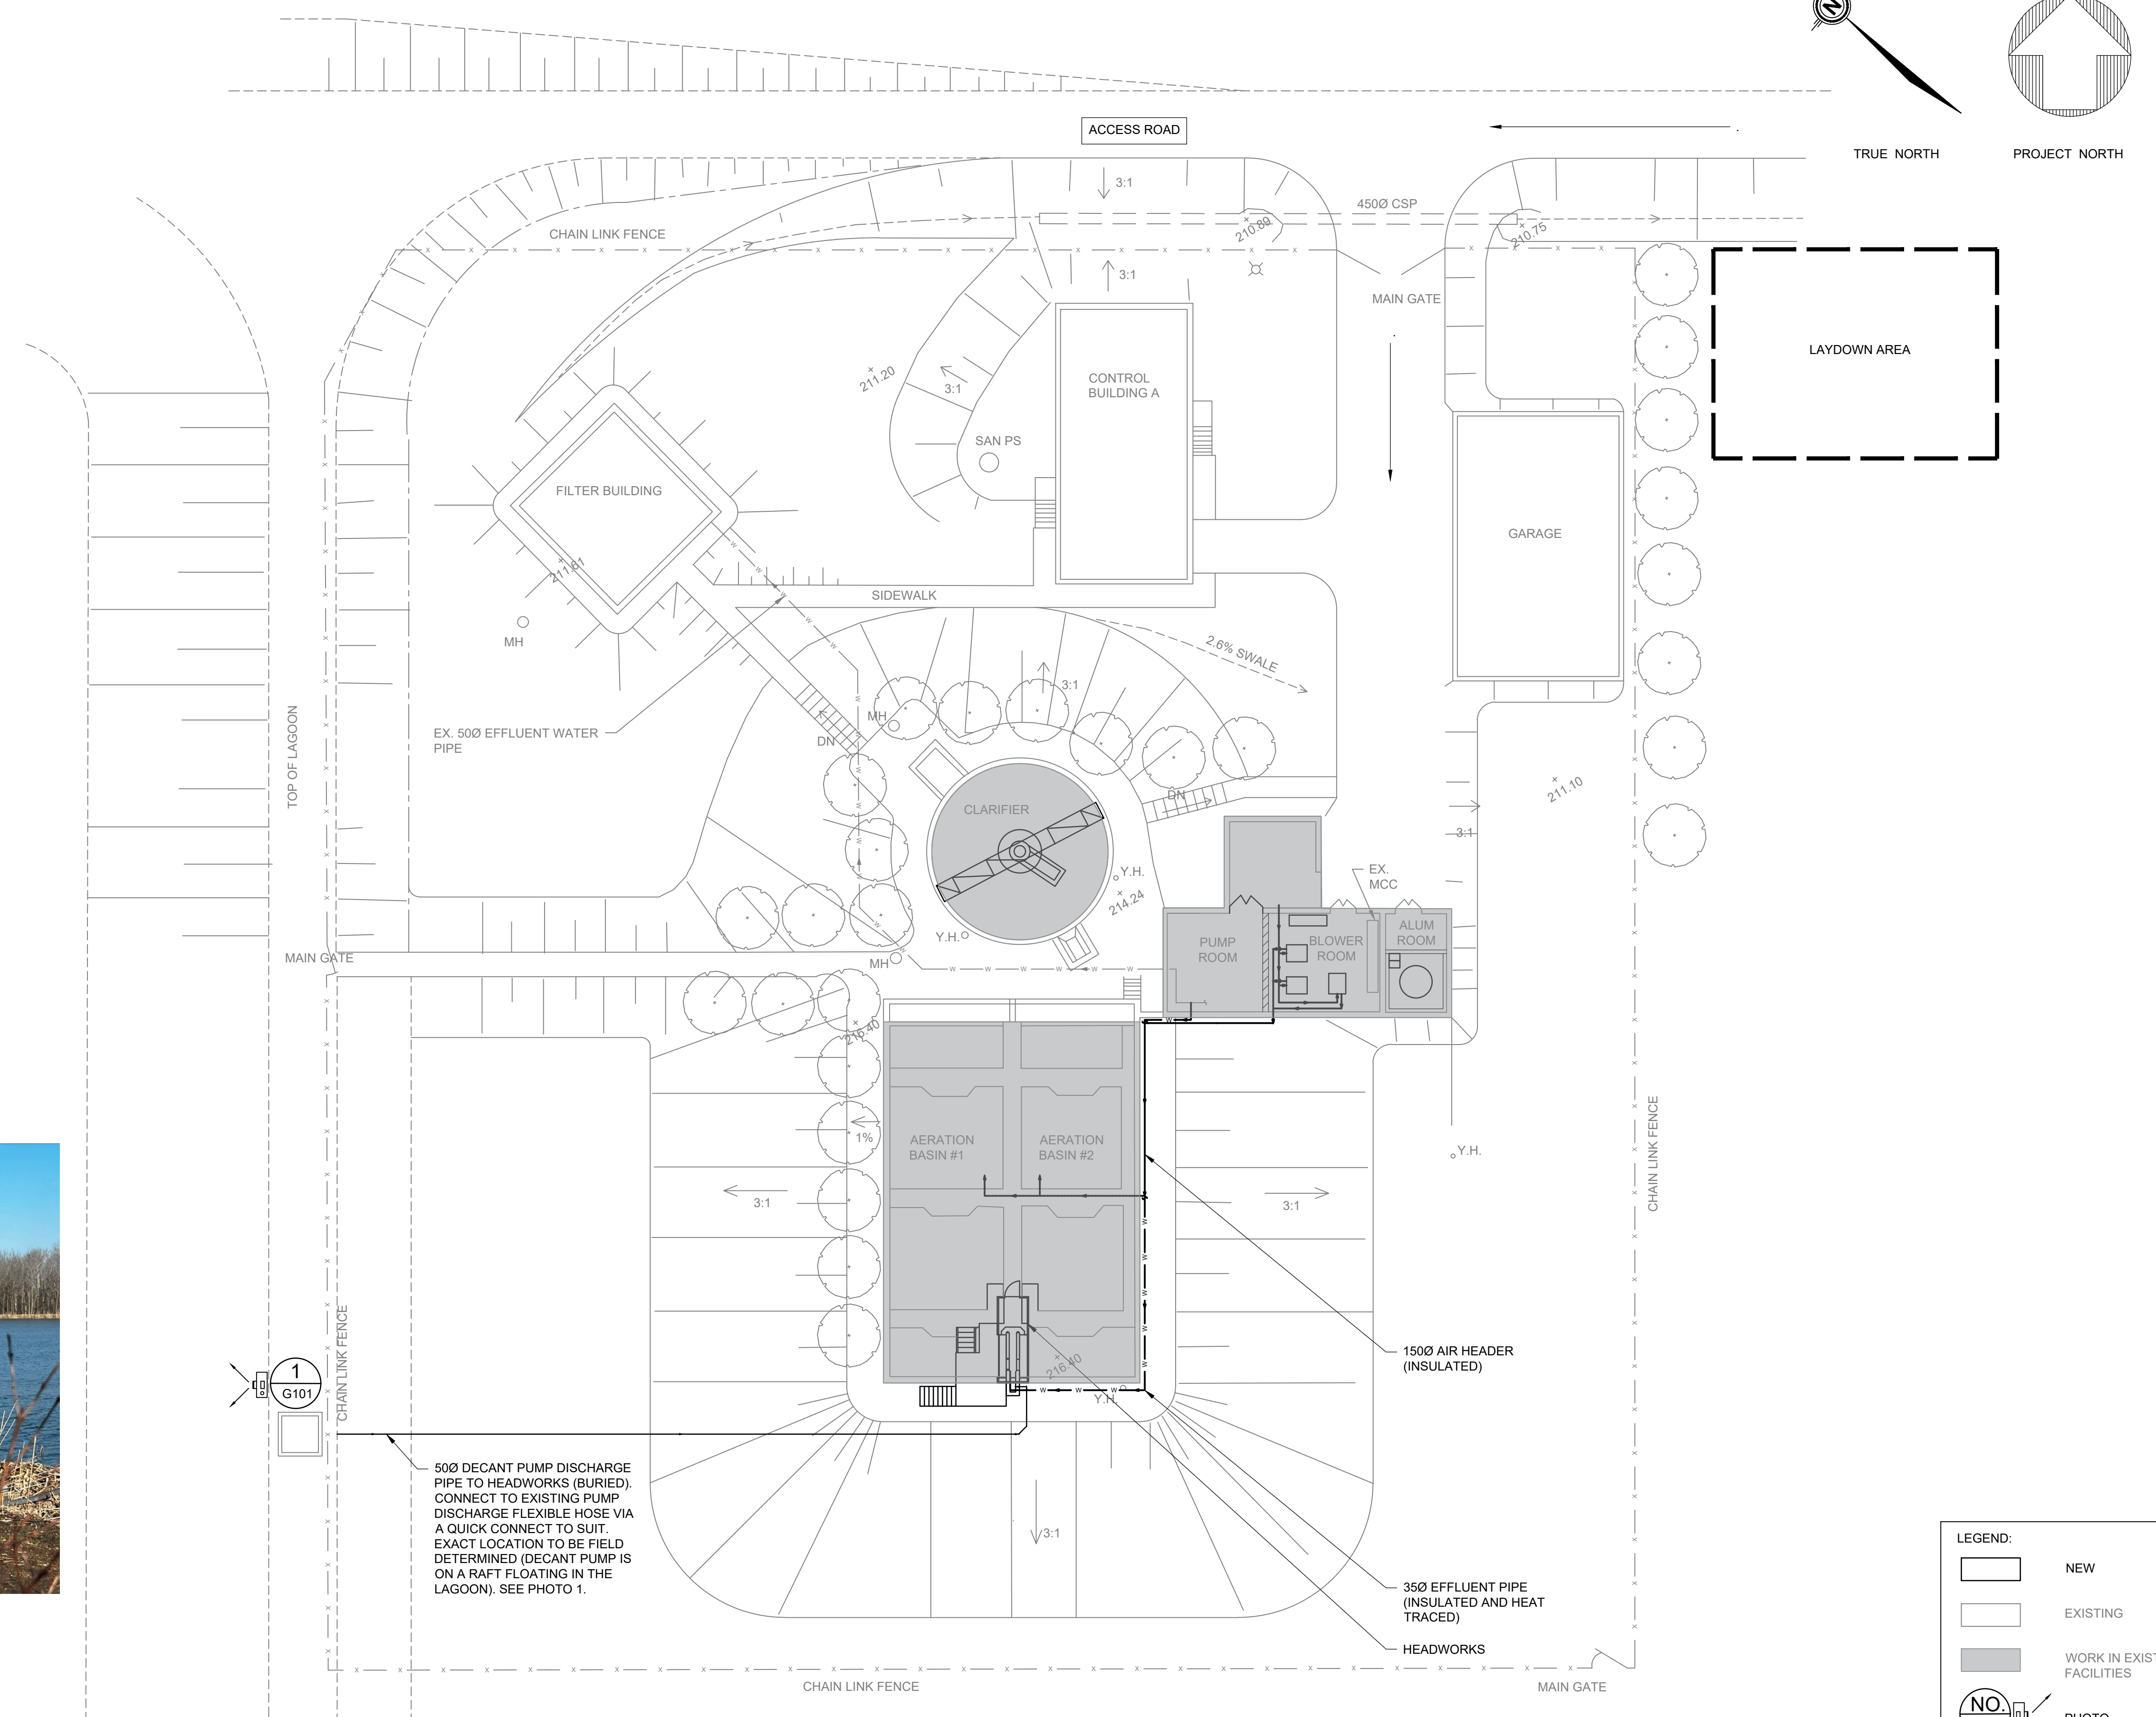 N
TRUE NORTH
PROJECT NORTH
ACCESS ROAD
3:1
450Ø CSP
CHAIN LINK FENCE
210.89
210.75
3:1
MAIN GATE
LAYDOWN AREA
211.20
3:1
CONTROL
BUILDING A
SAN PS
FILTER BUILDING
GARAGE
211.61
SIDEWALK
MH
2.6% SWALE
3:1
MH
EX. 50Ø EFFLUENT WATER
PIPE
DN
TOP OF LAGOON
211.10
DN
CLARIFIER
3:1
Y.H.
EX.
MCC
214.24
ALUM
ROOM
Y.H.
PUMP
ROOM
BLOWER
ROOM
MAIN GATE
MH
216.40
AERATION
BASIN #1
AERATION
BASIN #2
1%
Y.H.
CHAIN LINK FENCE
3:1
3:1
CHAIN LINK FENCE
150Ø AIR HEADER
(INSULATED)
216.40
1
G101
Y.H.
50Ø DECANT PUMP DISCHARGE
PIPE TO HEADWORKS (BURIED).
CONNECT TO EXISTING PUMP
DISCHARGE FLEXIBLE HOSE VIA
A QUICK CONNECT TO SUIT.
EXACT LOCATION TO BE FIELD
DETERMINED (DECANT PUMP IS
ON A RAFT FLOATING IN THE
LAGOON). SEE PHOTO 1.
3:1
35Ø EFFLUENT PIPE
(INSULATED AND HEAT
TRACED)
HEADWORKS
CHAIN LINK FENCE
MAIN GATE
LEGEND:
NEW
EXISTING
WORK IN EXIST
FACILITIES
NO.
PHOTO